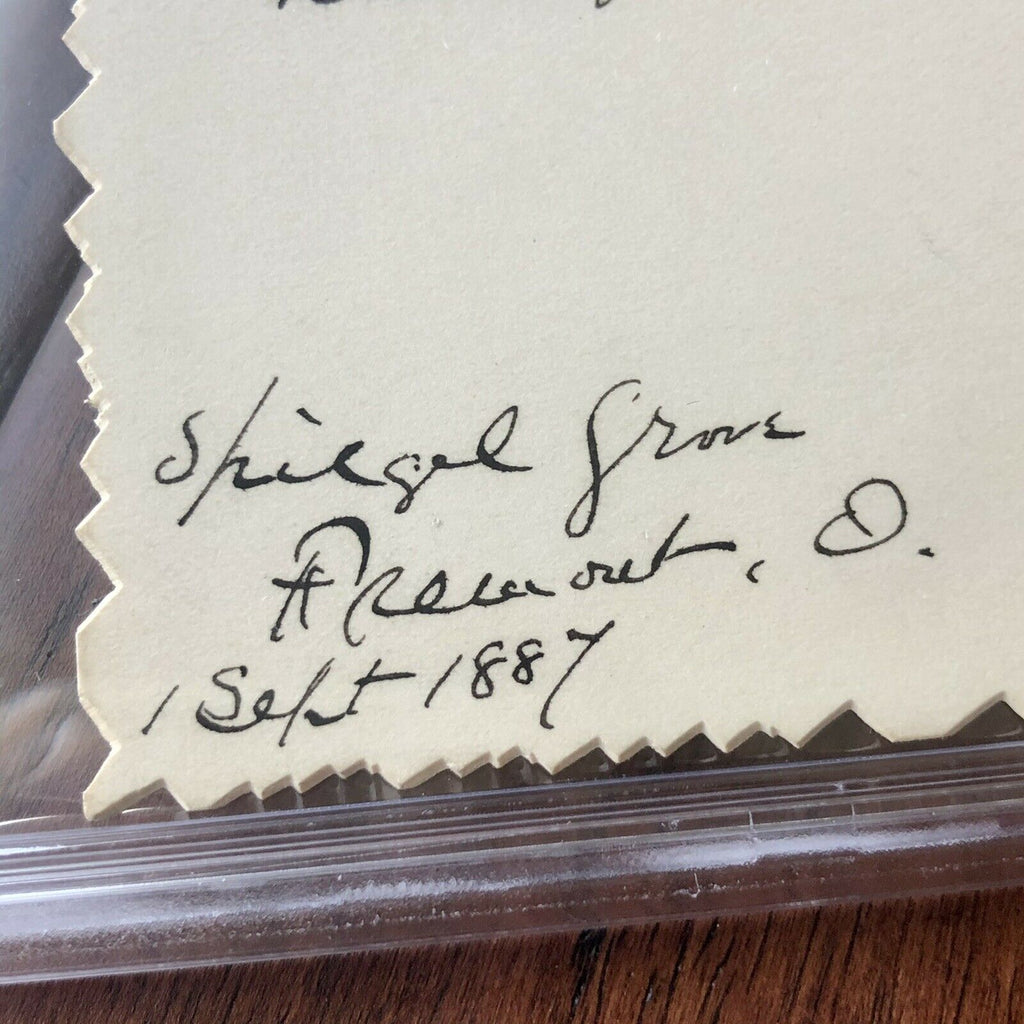 Spiegel Grove
Fremont, O.
1 Sept 1887